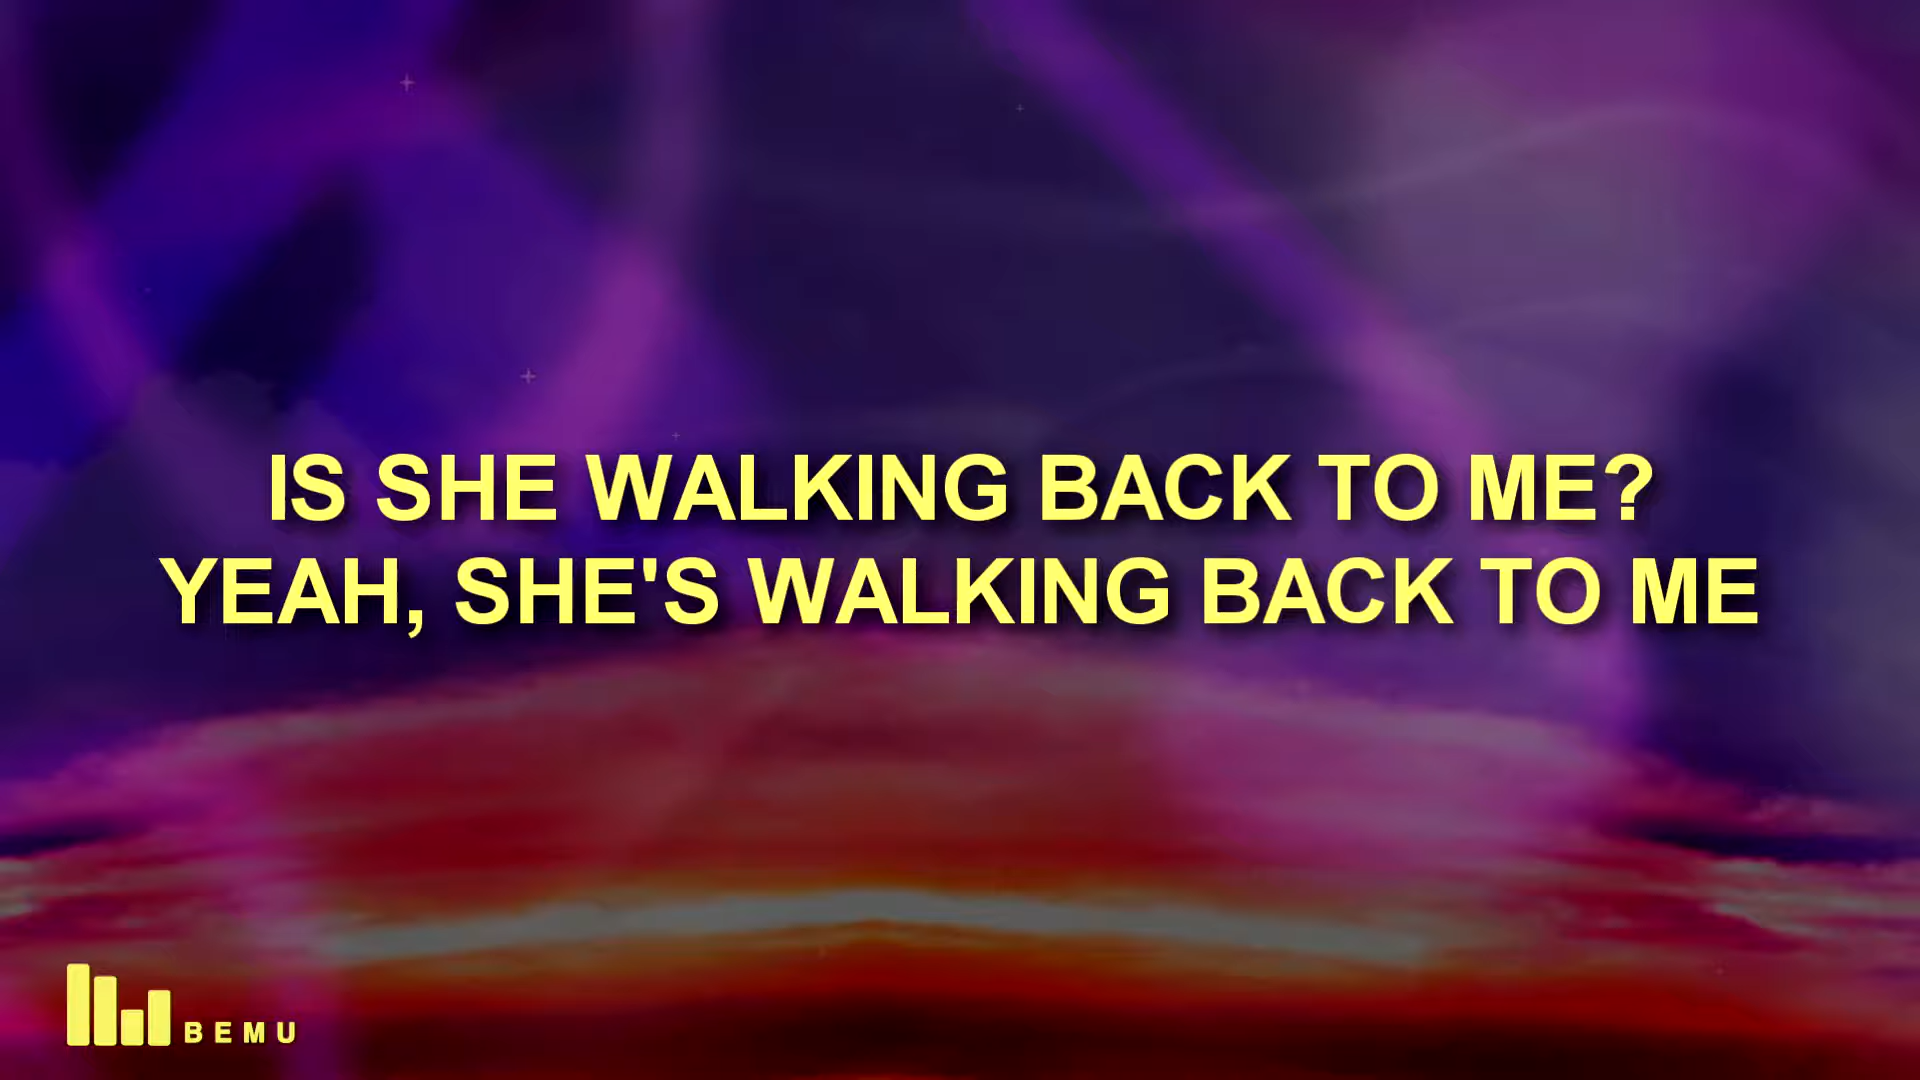 IS SHE WALKING BACK TO ME?
YEAH, SHE'S WALKING BACK TO ME
BEMU